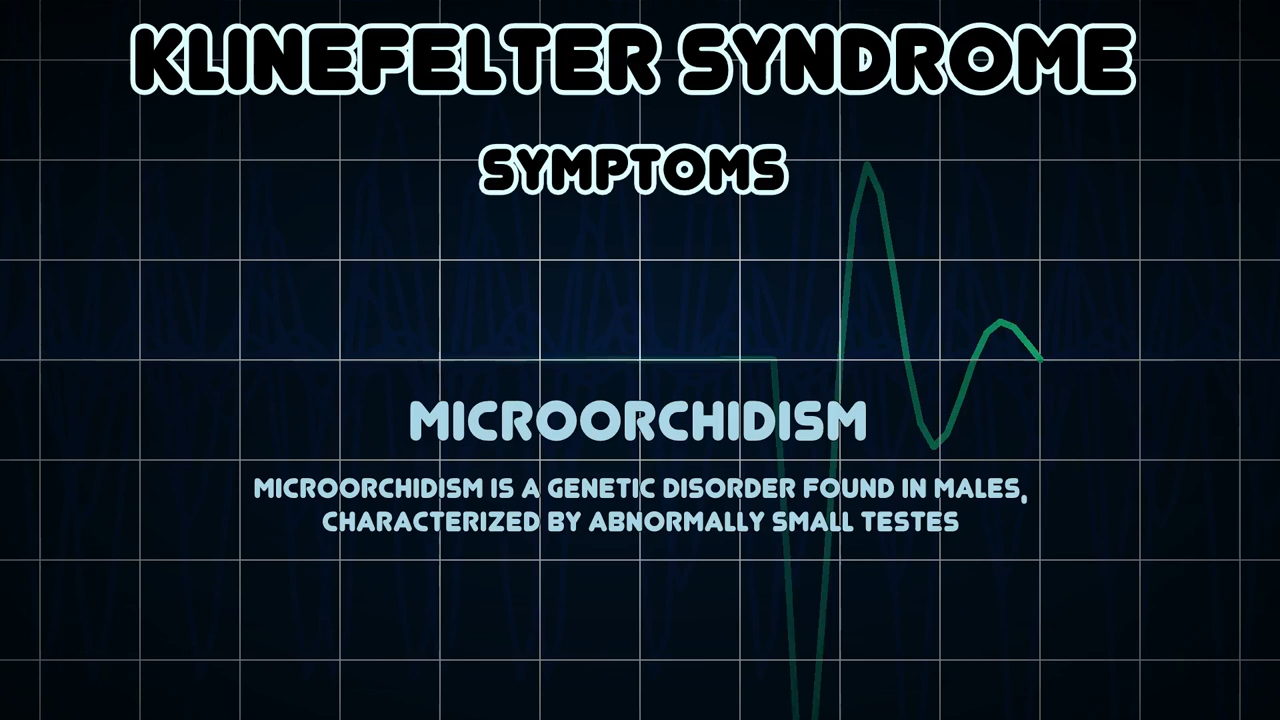 KLINEFELTER SYNDROME
SYMPTOMS
MICROORCHIDISM
MICROORCHIDISM IS A GENETIC DISORDER FOUND IN MALES,
CHARACTERIZED BY ABNORMALLY SMALL TESTES